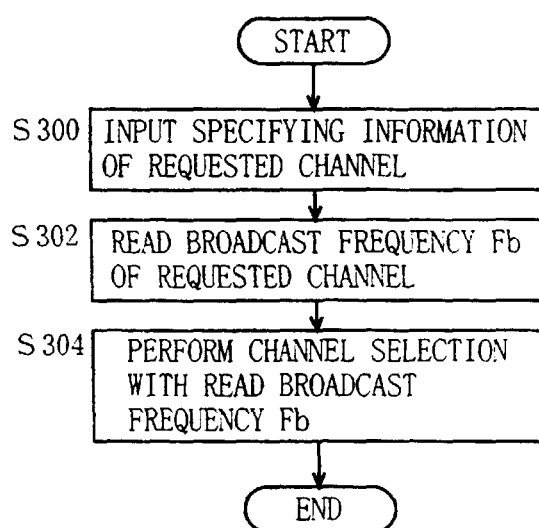 START
S300 INPUT SPECIFYING INFORMATION
OF REQUESTED CHANNEL
S302 READ BROADCAST FREQUENCY Fb
OF REQUESTED CHANNEL
S304 PERFORM CHANNEL SELECTION
WITH READ BROADCAST
FREQUENCY Fb
END